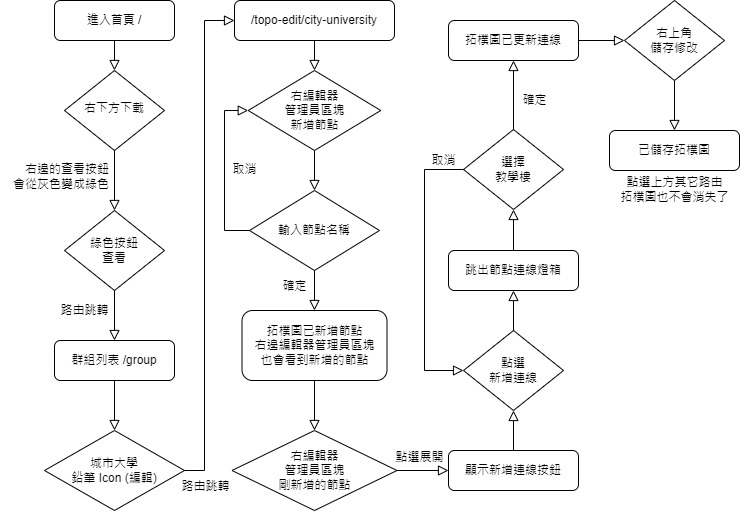 進入首頁 /
右下方下載
右邊的查看按鈕
會從灰色變成綠色
綠色按鈕
查看
路由跳轉
群組列表 /group
城市大學
鉛筆 Icon (編輯)
路由跳轉
/topo-edit/city-university
右編輯器
管理員區塊
新增節點
取消
輸入節點名稱
確定
拓樸圖已新增節點
右邊編輯器管理員區塊
也會看到新增的節點
右編輯器
管理員區塊
剛新增的節點
點選展開
顯示新增連線按鈕
點選
新增連線
跳出節點連線燈箱
選擇
教學樓
取消
確定
拓樸圖已更新連線
右上角
儲存修改
已儲存拓樸圖
點選上方其它路由
拓樸圖也不會消失了